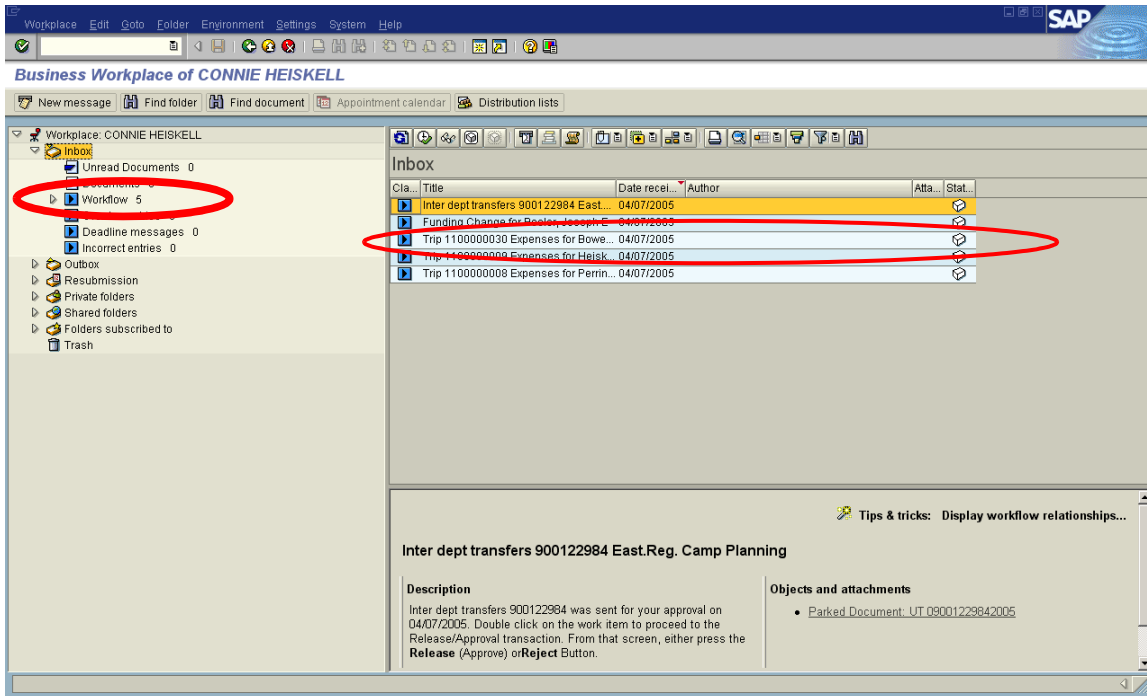 Workplace Edit Goto Folder Environment Settings System Help
SAP
Business Workplace of CONNIE HEISKELL
New message Find folder Find document Appointment calendar Distribution lists
Workplace: CONNIE HEISKELL
Inbox
Unread Documents 0
Documents 0
Workflow 5
Deadline messages 0
Incorrect entries 0
Outbox
Resubmission
Private folders
Shared folders
Folders subscribed to
Trash
Inbox
Cla... Title Date recei... Author Atta... Stat...
Inter dept transfers 900122984 East.... 04/07/2005
Funding Change for Joseph E 04/07/2005
Trip 1100000030 Expenses for Bowe... 04/07/2005
Trip 1100000009 Expenses for Heisk... 04/07/2005
Trip 1100000008 Expenses for Perrin... 04/07/2005
Tips & tricks: Display workflow relationships...
Inter dept transfers 900122984 East.Reg. Camp Planning
Description
Inter dept transfers 900122984 was sent for your approval on
04/07/2005. Double click on the work item to proceed to the
Release/Approval transaction. From that screen, either press the
Release (Approve) orReject Button.
Objects and attachments
Parked Document: UT 09001229842005